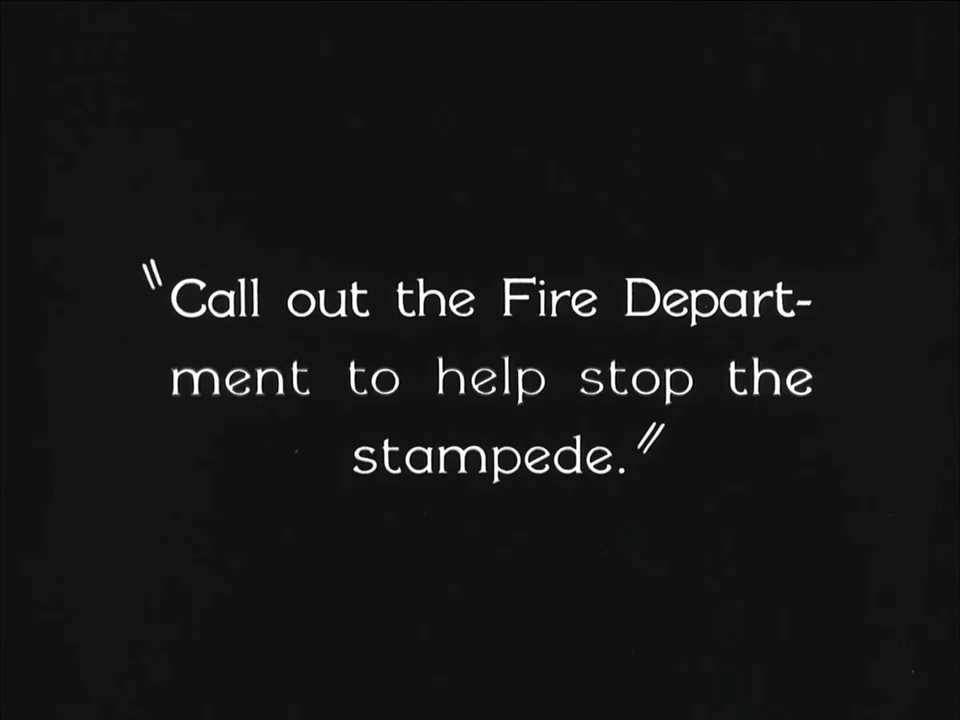 "Call out the Fire Depart-
ment to help stop the
stampede."